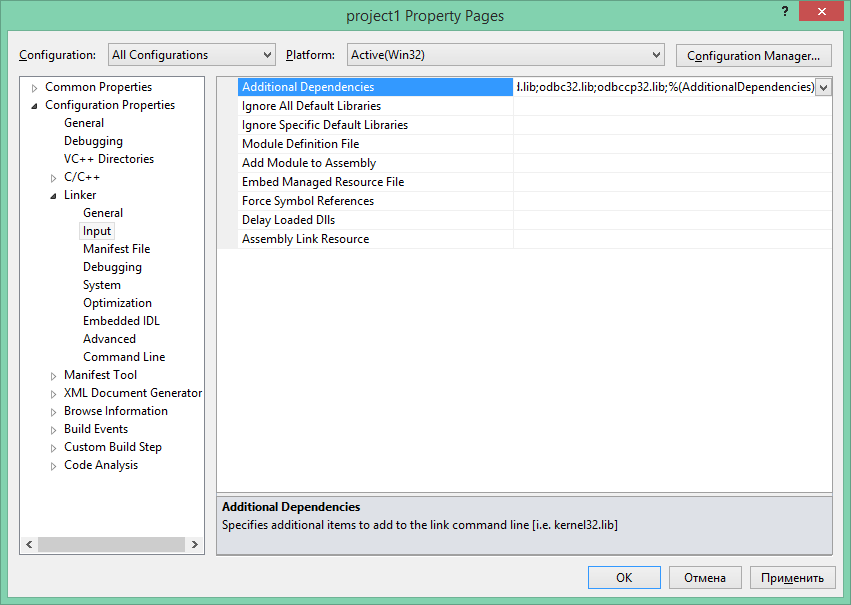 project1 Property Pages
?
Configuration: All Configurations Platform: Active(Win32) Configuration Manager...
Common Properties
Configuration Properties
General
Debugging
VC++ Directories
C/C++
Linker
General
Input
Manifest File
Debugging
System
Optimization
Embedded IDL
Advanced
Command Line
Manifest Tool
XML Document Generator
Browse Information
Build Events
Custom Build Step
Code Analysis
Additional Dependencies d.lib;odbc32.lib;odbccp32.lib;%(AdditionalDependencies)
Ignore All Default Libraries
Ignore Specific Default Libraries
Module Definition File
Add Module to Assembly
Embed Managed Resource File
Force Symbol References
Delay Loaded Dlls
Assembly Link Resource
Additional Dependencies
Specifies additional items to add to the link command line [i.e. kernel32.lib]
OK Отмена Применить